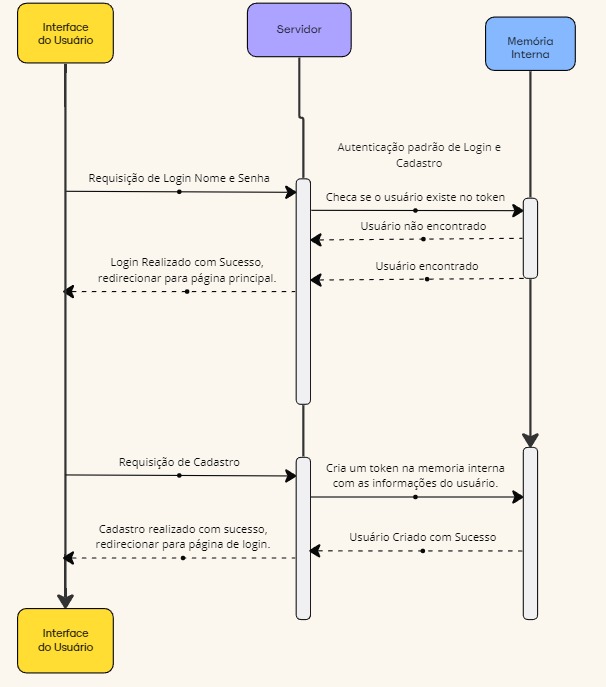 Interface
do Usuário
Servidor
Memória
Interna
Autenticação padrão de Login e
Cadastro
Requisição de Login Nome e Senha
Checa se o usuário existe no token
Usuário não encontrado
Login Realizado com Sucesso,
redirecionar para página principal.
Usuário encontrado
Requisição de Cadastro
Cria um token na memoria interna
com as informações do usuário.
Cadastro realizado com sucesso,
redirecionar para página de login.
Usuário Criado com Sucesso
Interface
do Usuário